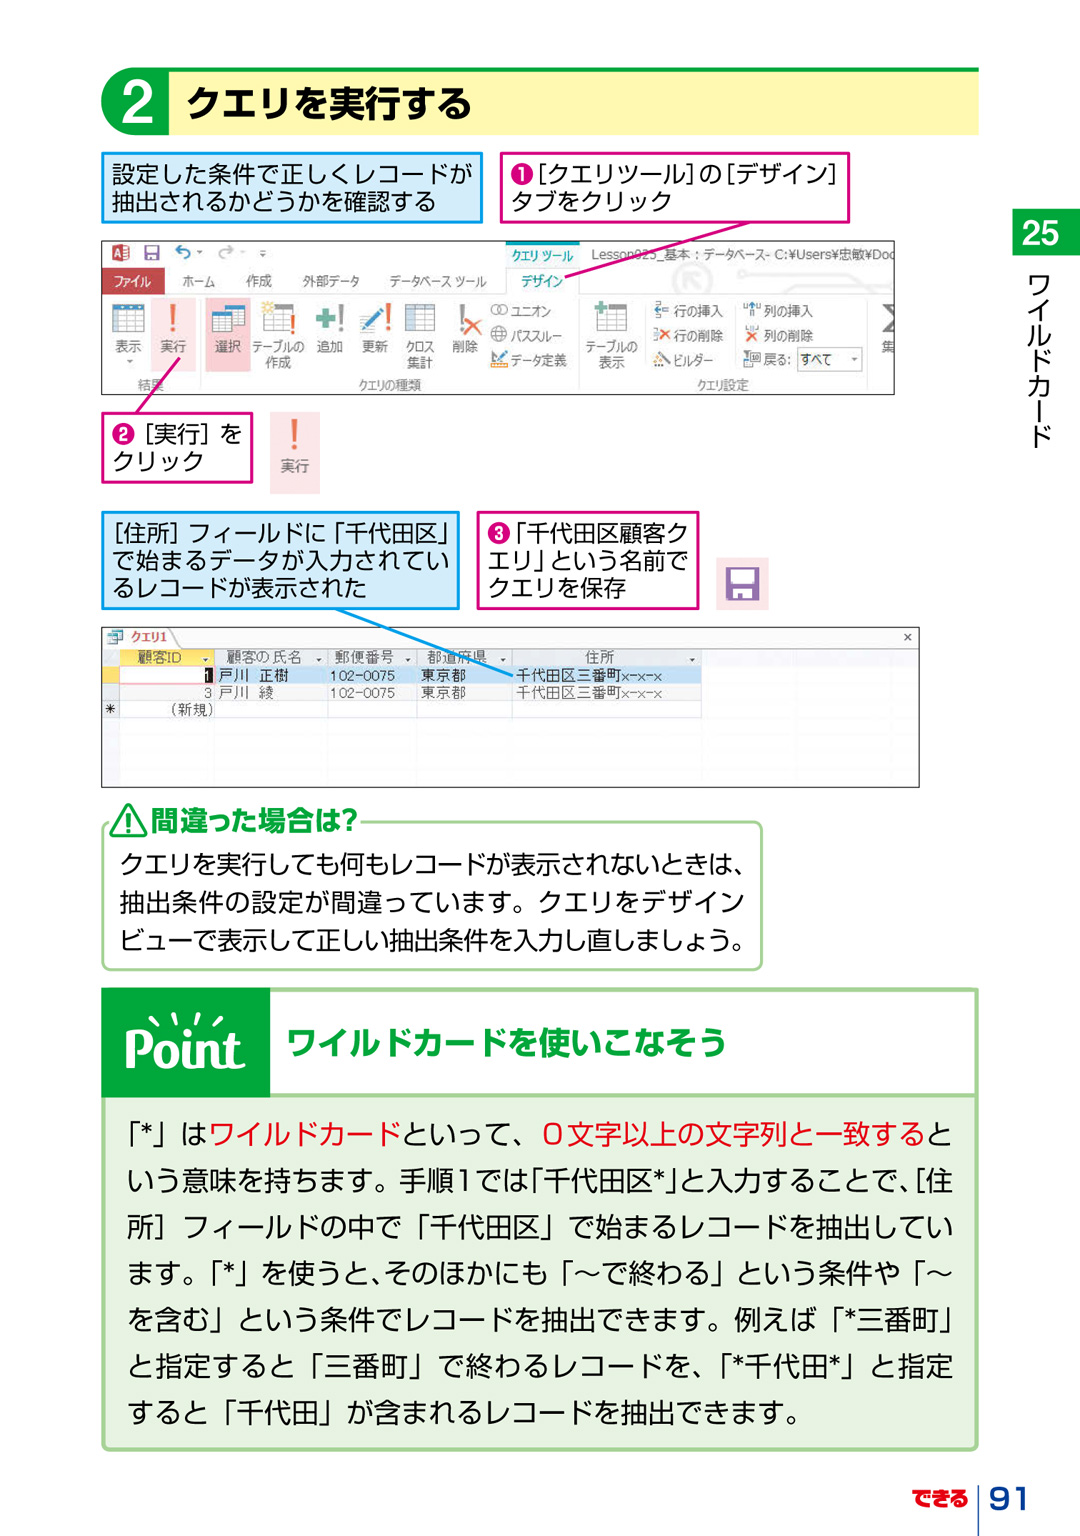 2 クエリを実行する
設定した条件で正しくレコードが
抽出されるかどうかを確認する
❶［クエリツール］の［デザイン］
タブをクリック
25
ワイルドカード
クエリ ツール
Lesson025_基本：データベース- C:¥Users¥忠敏¥Doc
ファイル ホーム 作成 外部データ データベース ツール デザイン
表示 実行 選択 テーブルの作成 追加 更新 クロス集計 削除
ユニオン
パススルー
データ定義
テーブルの表示
行の挿入
行の削除
ビルダー
列の挿入
列の削除
戻る: すべて
集
結果 クエリの種類 クエリ設定
❷［実行］を
クリック
実行
［住所］フィールドに「千代田区」
で始まるデータが入力されてい
るレコードが表示された
❸「千代田区顧客ク
エリ」という名前で
クエリを保存
クエリ1
顧客ID 顧客の氏名 郵便番号 都道府県 住所
1 戸川 正樹 102-0075 東京都 千代田区三番町x-x-x
3 戸川 綾 102-0075 東京都 千代田区三番町x-x-x
* （新規）
間違った場合は？
クエリを実行しても何もレコードが表示されないときは、
抽出条件の設定が間違っています。クエリをデザイン
ビューで表示して正しい抽出条件を入力し直しましょう。
Point
ワイルドカードを使いこなそう
「*」はワイルドカードといって、０文字以上の文字列と一致すると
いう意味を持ちます。手順1では「千代田区*」と入力することで、［住
所］フィールドの中で「千代田区」で始まるレコードを抽出してい
ます。「*」を使うと、そのほかにも「〜で終わる」という条件や「〜
を含む」という条件でレコードを抽出できます。例えば「*三番町」
と指定すると「三番町」で終わるレコードを、「*千代田*」と指定
すると「千代田」が含まれるレコードを抽出できます。
できる 91